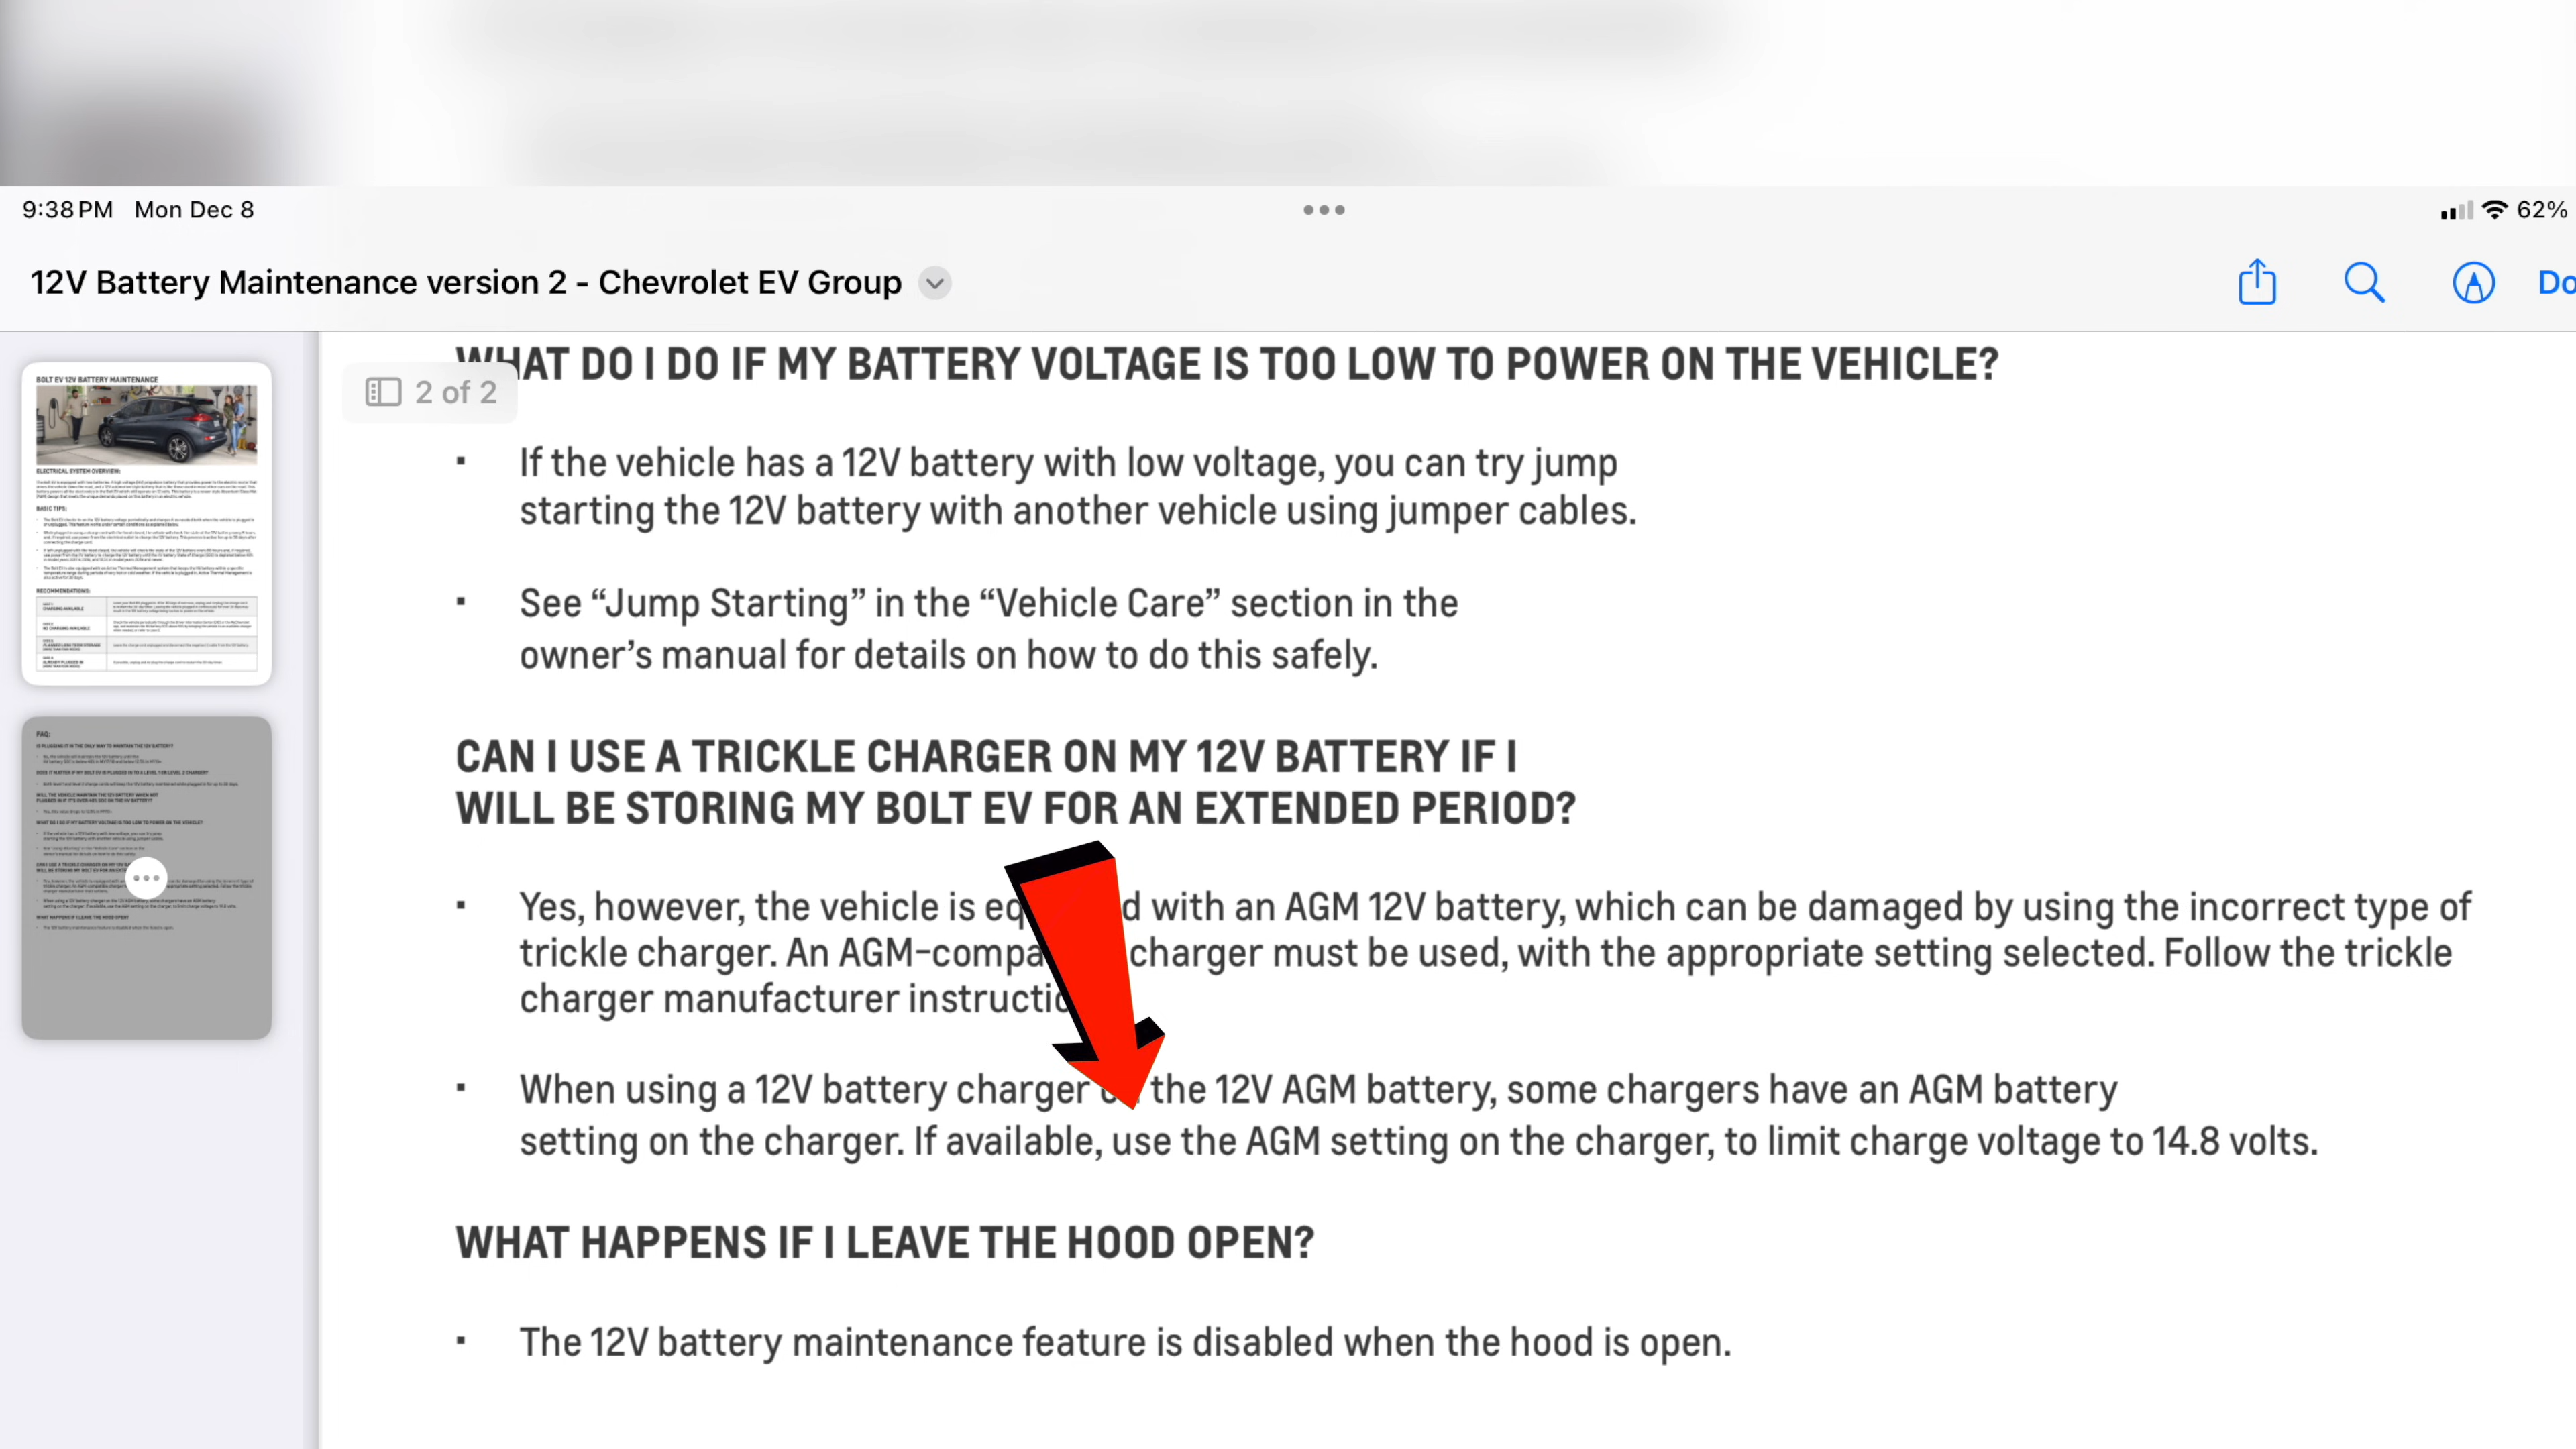 9:38 PM Mon Dec 8
62%
12V Battery Maintenance version 2 - Chevrolet EV Group
BOLT EV 12V BATTERY MAINTENANCE
ELECTRICAL SYSTEM OVERVIEW:
BASIC TIPS:
RECOMMENDATIONS:
FAQ:
2 of 2
WHAT DO I DO IF MY BATTERY VOLTAGE IS TOO LOW TO POWER ON THE VEHICLE?
▪ If the vehicle has a 12V battery with low voltage, you can try jump
starting the 12V battery with another vehicle using jumper cables.
▪ See “Jump Starting” in the “Vehicle Care” section in the
owner’s manual for details on how to do this safely.
CAN I USE A TRICKLE CHARGER ON MY 12V BATTERY IF I
WILL BE STORING MY BOLT EV FOR AN EXTENDED PERIOD?
▪ Yes, however, the vehicle is with an AGM 12V battery, which can be damaged by using the incorrect type of
trickle charger. An charger must be used, with the appropriate setting selected. Follow the trickle
charger manufacturer
▪ When using a 12V battery charger the 12V AGM battery, some chargers have an AGM battery
setting on the charger. If available, use the AGM setting on the charger, to limit charge voltage to 14.8 volts.
WHAT HAPPENS IF I LEAVE THE HOOD OPEN?
▪ The 12V battery maintenance feature is disabled when the hood is open.